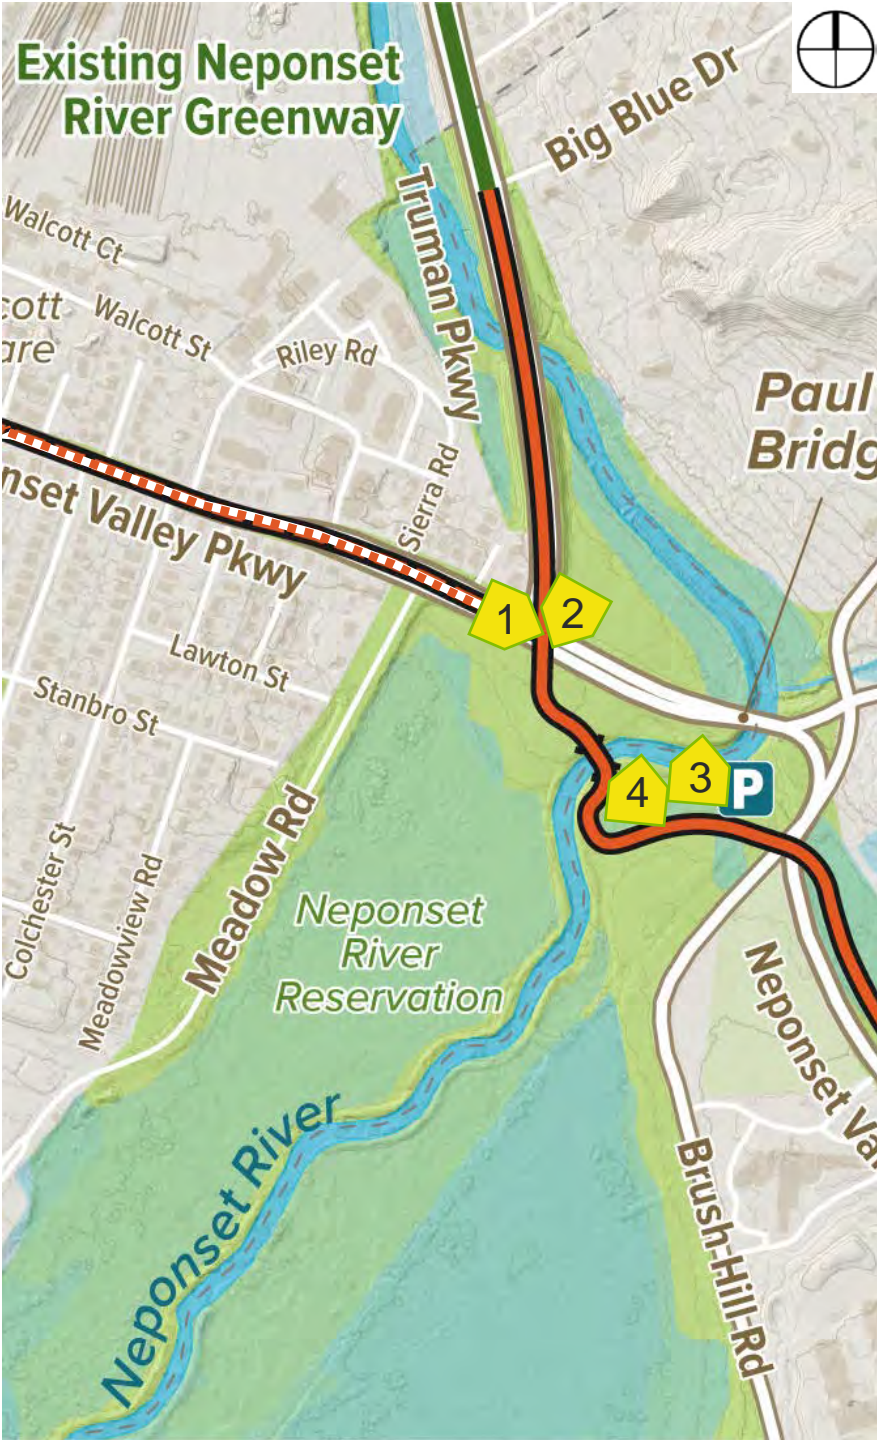 Existing Neponset
River Greenway
Big Blue Dr
Truman Pkwy
Walcott Ct
cott
are
Walcott St
Riley Rd
Paul
Bridg
Sierra Rd
nset Valley Pkwy
1
2
Lawton St
Stanbro St
3
4
P
Meadow Rd
Colchester St
Meadowview Rd
Neponset
River
Reservation
Neponset Va
Neponset River
Brush Hill Rd